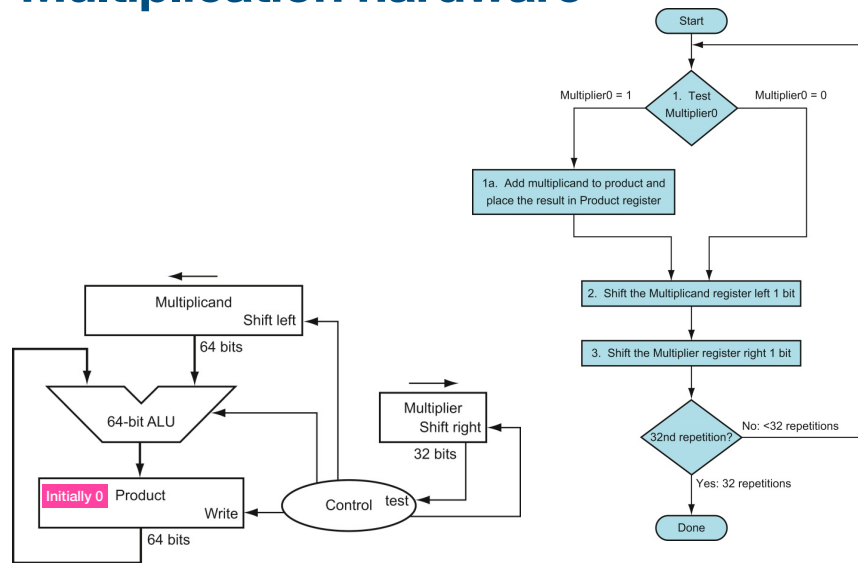 Multiplication hardware
Start
Multiplier0 = 1
1. Test
Multiplier0
Multiplier0 = 0
1a. Add multiplicand to product and
place the result in Product register
2. Shift the Multiplicand register left 1 bit
3. Shift the Multiplier register right 1 bit
32nd repetition?
No: <32 repetitions
Yes: 32 repetitions
Done
Multiplicand
Shift left
64 bits
64-bit ALU
Multiplier
Shift right
32 bits
Initially 0 Product
Write
Control
test
64 bits